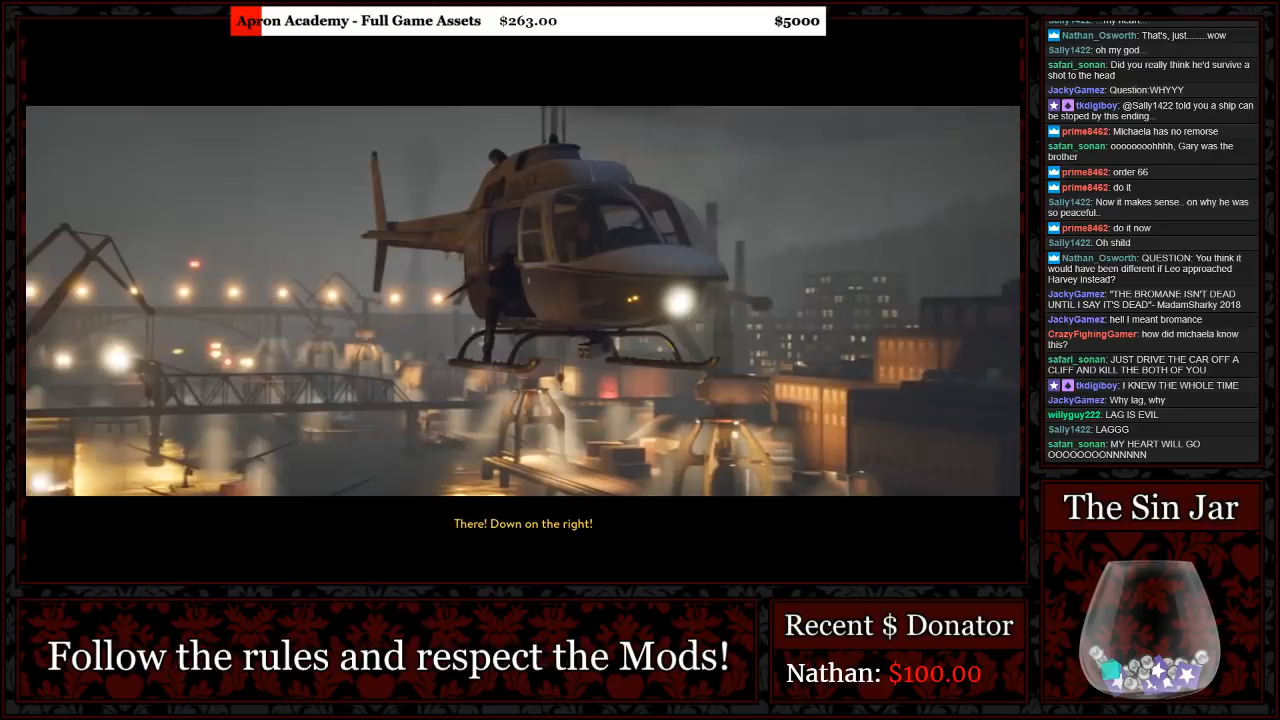 Apron Academy - Full Game Assets $263.00 $5000
Sally1422: ...my heart...
Nathan_Osworth: That's, just........wow
Sally1422: oh my god...
safari_sonan: Did you really think he'd survive a
shot to the head
JackyGamez: Question:WHYYY
tkdigiboy: @Sally1422 told you a ship can
be stoped by this ending...
prime8462: Michaela has no remorse
safari_sonan: oooooooohhhh, Gary was the
brother
prime8462: order 66
prime8462: do it
Sally1422: Now it makes sense.. on why he was
so peaceful..
prime8462: do it now
Sally1422: Oh shitd
Nathan_Osworth: QUESTION: You think it
would have been different if Leo approached
Harvey instead?
JackyGamez: "THE BROMANE ISN'T DEAD
UNTIL I SAY IT'S DEAD"- MadamSharky 2018
JackyGamez: hell I meant bromance
CrazyFighingGamer: how did michaela know
this?
safari_sonan: JUST DRIVE THE CAR OFF A
CLIFF AND KILL THE BOTH OF YOU
tkdigiboy: I KNEW THE WHOLE TIME
JackyGamez: Why lag, why
willyguy222: LAG IS EVIL
Sally1422: LAGGG
safari_sonan: MY HEART WILL GO
OOOOOOOONNNNNN
There! Down on the right!
The Sin Jar
Follow the rules and respect the Mods!
Recent $ Donator
Nathan: $100.00